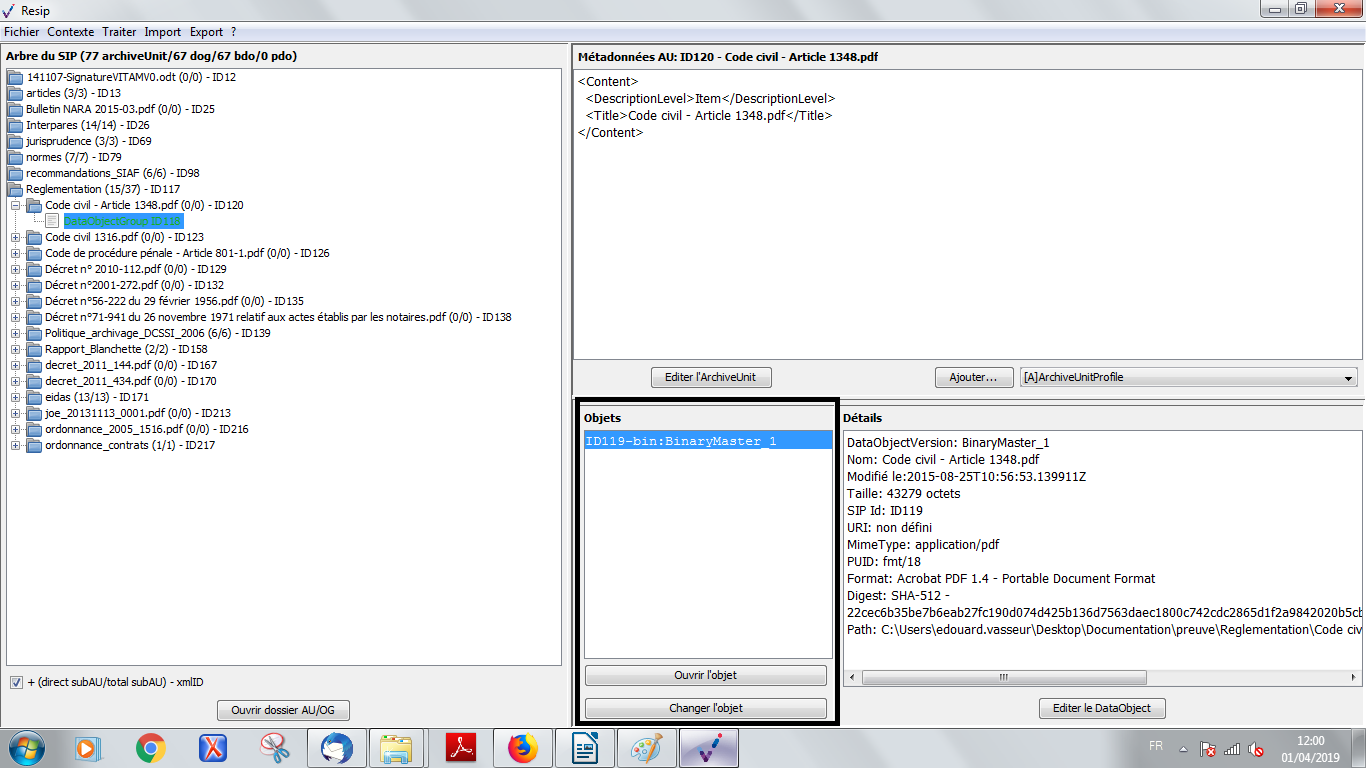 Resip
Fichier Contexte Traiter Import Export ?
Arbre du SIP (77 archiveUnit/67 dog/67 bdo/0 pdo)
141107-SignatureVITAMV0.odt (0/0) - ID12
articles (3/3) - ID13
Bulletin NARA 2015-03.pdf (0/0) - ID25
Interpares (14/14) - ID26
jurisprudence (3/3) - ID69
normes (7/7) - ID79
recommandations_SIAF (6/6) - ID98
Reglementation (15/37) - ID117
Code civil - Article 1348.pdf (0/0) - ID120
DataObjectGroup ID118
Code civil 1316.pdf (0/0) - ID123
Code de procédure pénale - Article 801-1.pdf (0/0) - ID126
Décret n° 2010-112.pdf (0/0) - ID129
Décret n°2001-272.pdf (0/0) - ID132
Décret n°56-222 du 29 février 1956.pdf (0/0) - ID135
Décret n°71-941 du 26 novembre 1971 relatif aux actes établis par les notaires.pdf (0/0) - ID138
Politique_archivage_DCSSI_2006 (6/6) - ID139
Rapport_Blanchette (2/2) - ID158
decret_2011_144.pdf (0/0) - ID167
decret_2011_434.pdf (0/0) - ID170
eidas (13/13) - ID171
joe_20131113_0001.pdf (0/0) - ID213
ordonnance_2005_1516.pdf (0/0) - ID216
ordonnance_contrats (1/1) - ID217
+ (direct subAU/total subAU) - xmlID
Ouvrir dossier AU/OG
Métadonnées AU: ID120 - Code civil - Article 1348.pdf
<Content>
<DescriptionLevel>Item</DescriptionLevel>
<Title>Code civil - Article 1348.pdf</Title>
</Content>
Editer l'ArchiveUnit
Ajouter...
[A]ArchiveUnitProfile
Objets
ID119-bin:BinaryMaster_1
Ouvrir l'objet
Changer l'objet
Détails
DataObjectVersion: BinaryMaster_1
Nom: Code civil - Article 1348.pdf
Modifié le:2015-08-25T10:56:53.139911Z
Taille: 43279 octets
SIP Id: ID119
URI: non défini
MimeType: application/pdf
PUID: fmt/18
Format: Acrobat PDF 1.4 - Portable Document Format
Digest: SHA-512 -
22cec6b35be7b6eab27fc190d074d425b136d7563daec1800c742cdc2865d1f2a9842020b5cb
Path: C:\Users\edouard.vasseur\Desktop\Documentation\preuve\Reglementation\Code civ
Editer le DataObject
FR
12:00
01/04/2019